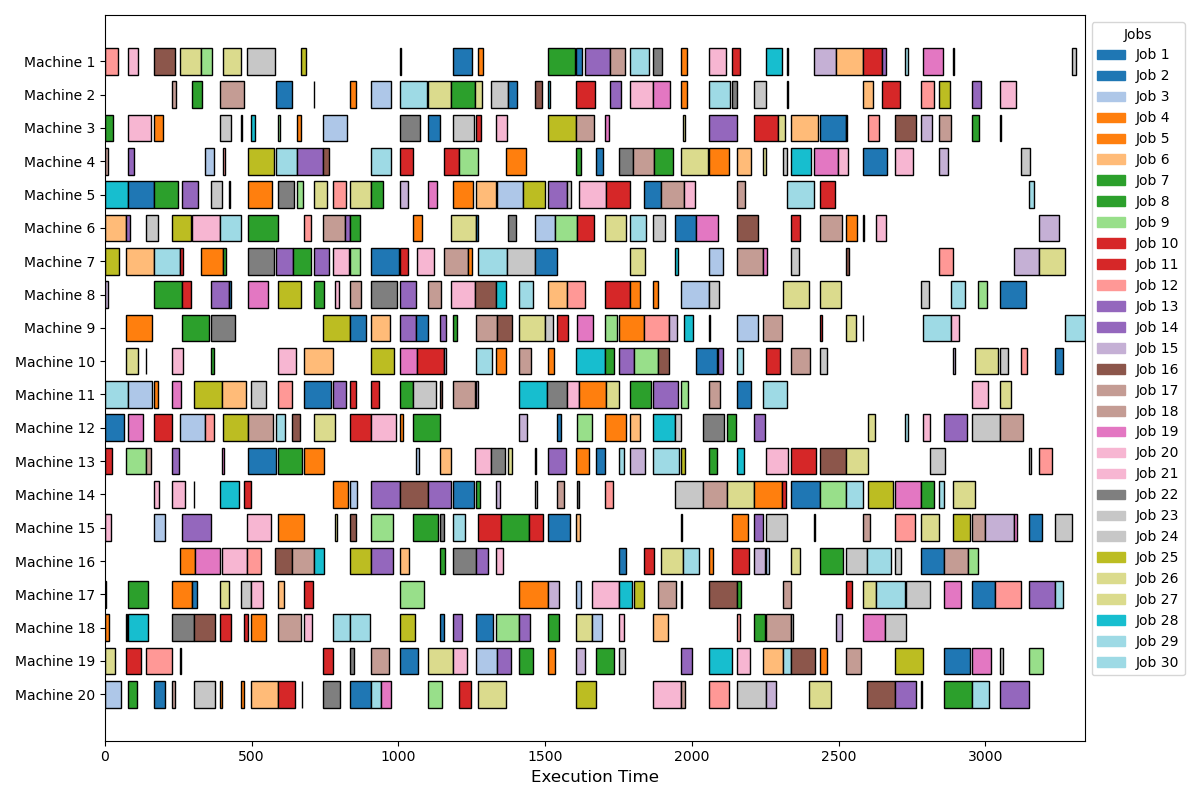 Jobs
Machine 1
Machine 2
Machine 3
Machine 4
Machine 5
Machine 6
Machine 7
Machine 8
Machine 9
Machine 10
Machine 11
Machine 12
Machine 13
Machine 14
Machine 15
Machine 16
Machine 17
Machine 18
Machine 19
Machine 20
Job 1
Job 2
Job 3
Job 4
Job 5
Job 6
Job 7
Job 8
Job 9
Job 10
Job 11
Job 12
Job 13
Job 14
Job 15
Job 16
Job 17
Job 18
Job 19
Job 20
Job 21
Job 22
Job 23
Job 24
Job 25
Job 26
Job 27
Job 28
Job 29
Job 30
0 500 1000 1500 2000 2500 3000
Execution Time